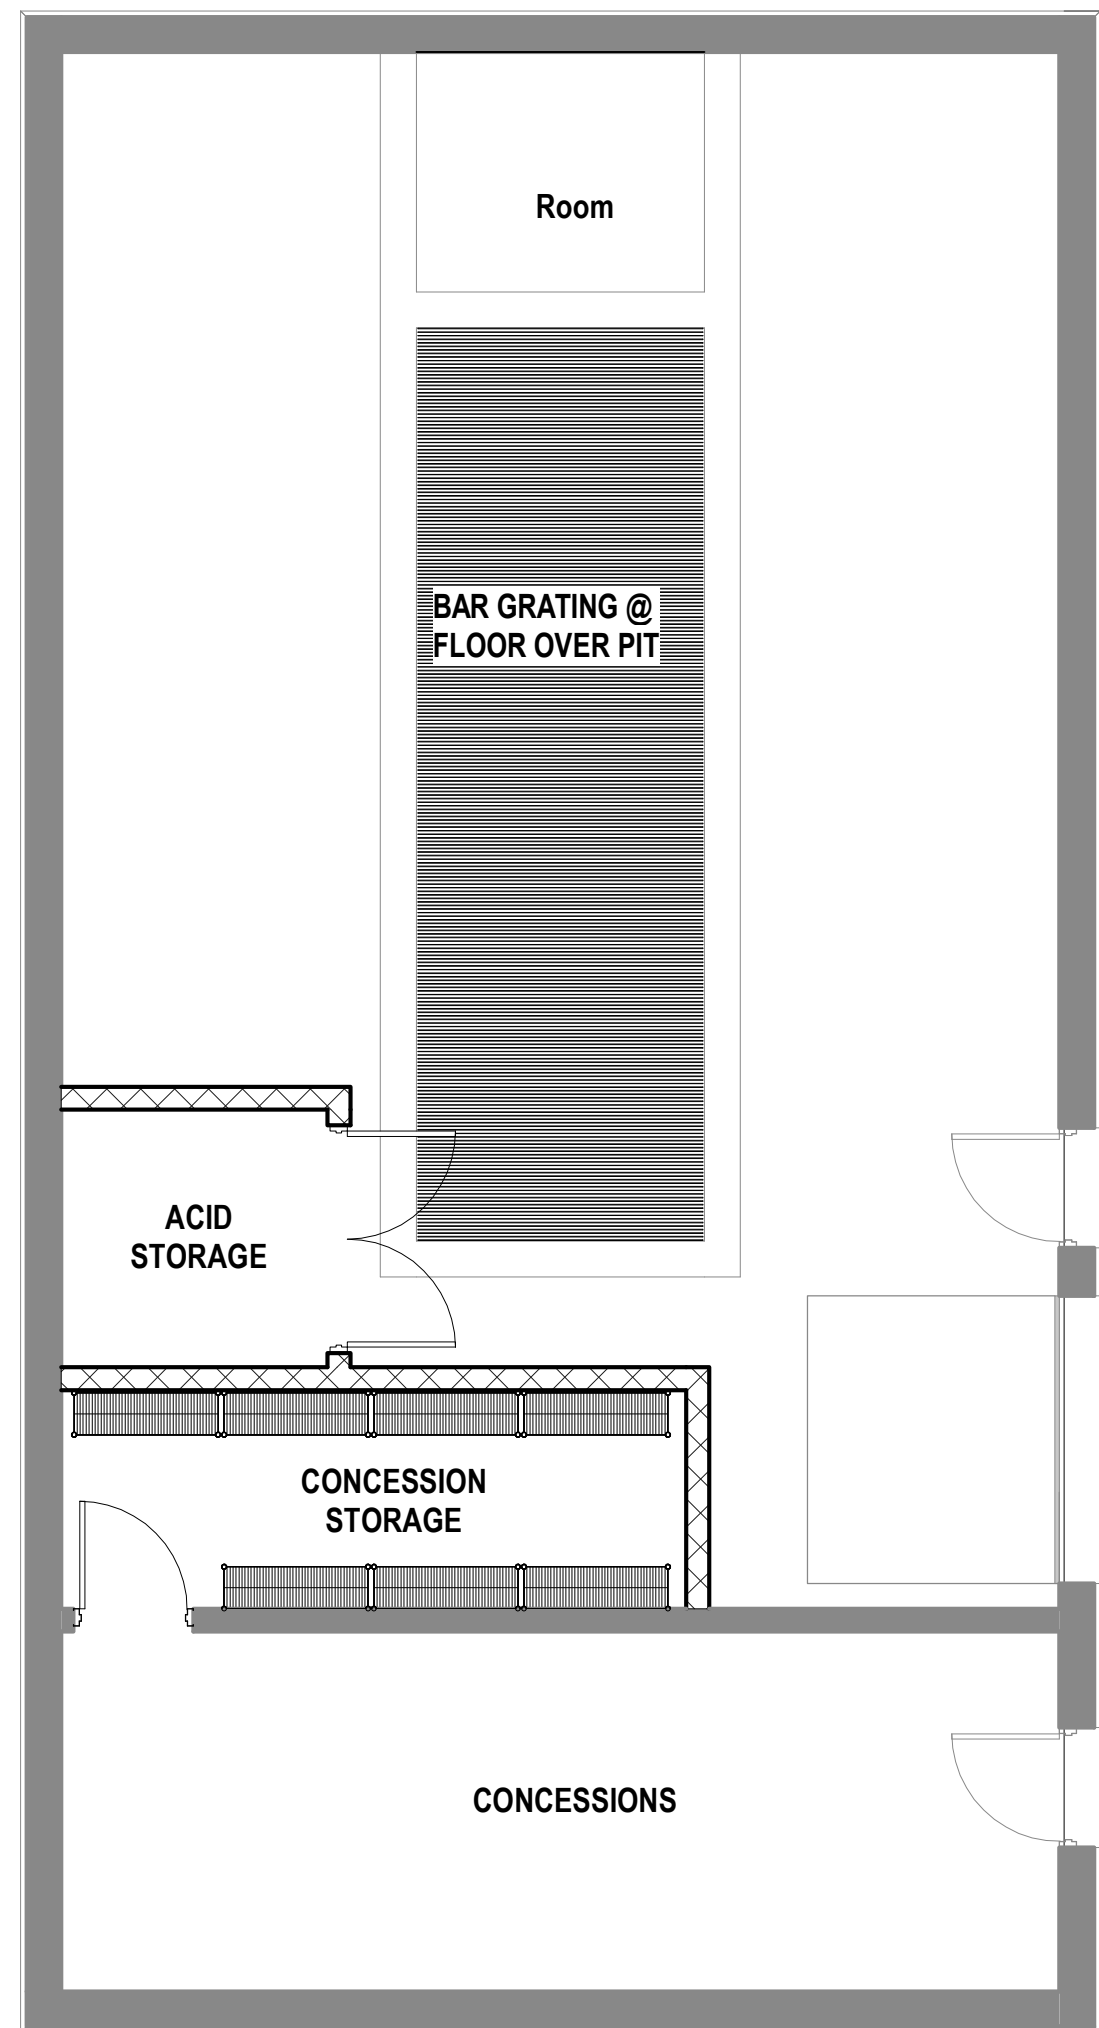 Room
BAR GRATING @
FLOOR OVER PIT
ACID
STORAGE
CONCESSION
STORAGE
CONCESSIONS